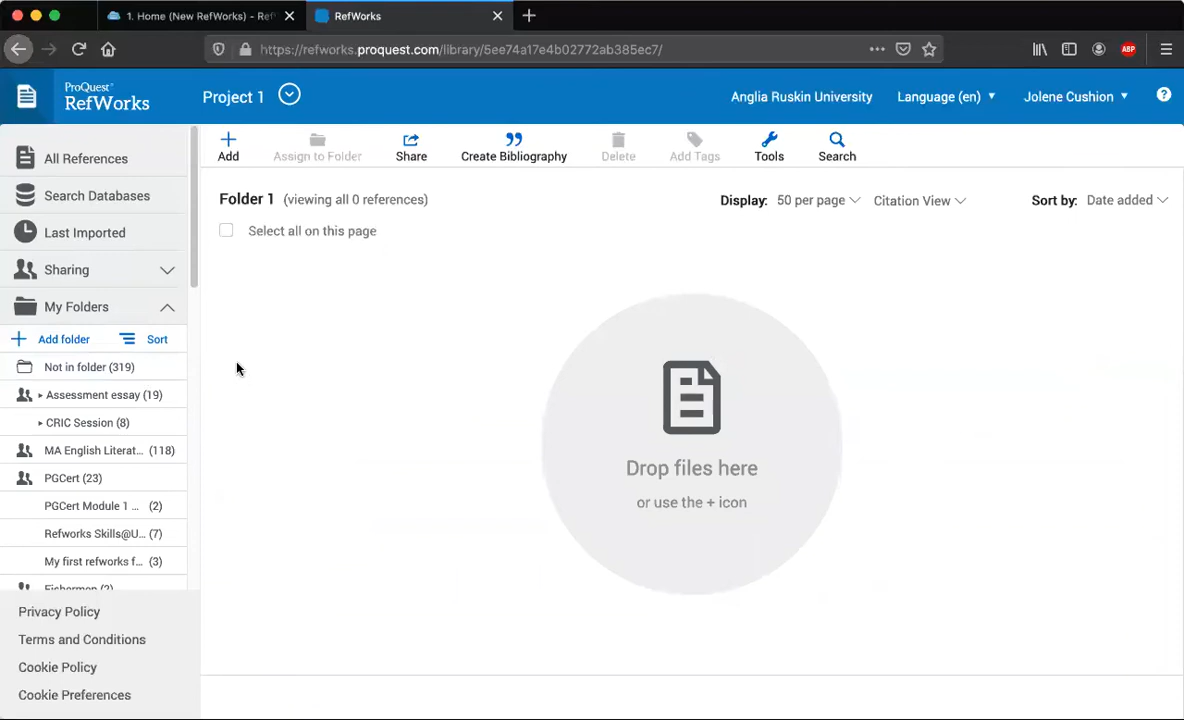 1. Home (New RefWorks) - Ref
RefWorks
https://refworks.proquest.com/library/5ee74a17e4b02772ab385ec7/
ABP
ProQuest
RefWorks
Project 1
Anglia Ruskin University
Language (en)
Jolene Cushion
?
All References
Search Databases
Last Imported
Sharing
My Folders
Add folder
Sort
Not in folder (319)
Assessment essay (19)
CRIC Session (8)
MA English Literat... (118)
PGCert (23)
PGCert Module 1 ... (2)
Refworks Skills@U... (7)
My first refworks f... (3)
Fishermen (2)
Privacy Policy
Terms and Conditions
Cookie Policy
Cookie Preferences
Add
Assign to Folder
Share
Create Bibliography
Delete
Add Tags
Tools
Search
Folder 1 (viewing all 0 references)
Display: 50 per page
Citation View
Sort by: Date added
Select all on this page
Drop files here
or use the + icon